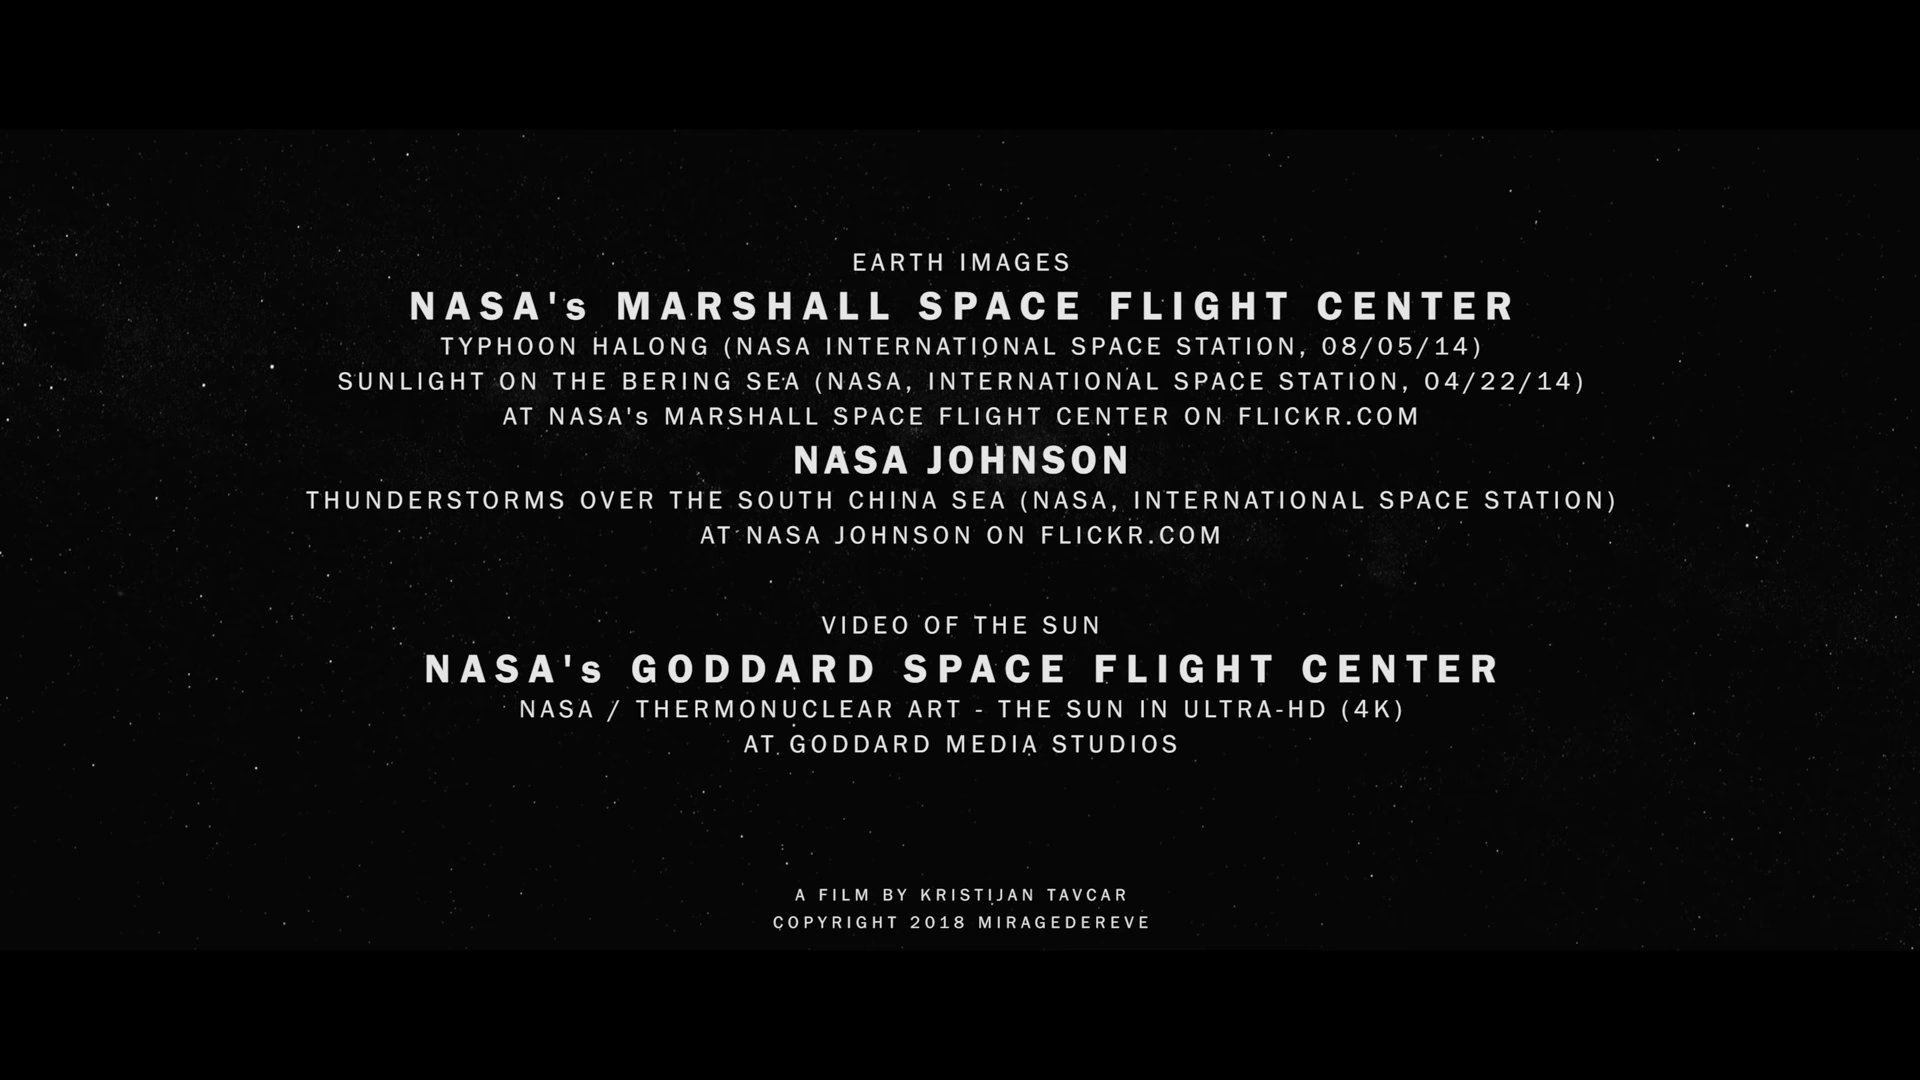 EARTH IMAGES
NASA's MARSHALL SPACE FLIGHT CENTER
TYPHOON HALONG (NASA INTERNATIONAL SPACE STATION, 08/05/14)
SUNLIGHT ON THE BERING SEA (NASA, INTERNATIONAL SPACE STATION, 04/22/14)
AT NASA's MARSHALL SPACE FLIGHT CENTER ON FLICKR.COM
NASA JOHNSON
THUNDERSTORMS OVER THE SOUTH CHINA SEA (NASA, INTERNATIONAL SPACE STATION)
AT NASA JOHNSON ON FLICKR.COM
VIDEO OF THE SUN
NASA's GODDARD SPACE FLIGHT CENTER
NASA / THERMONUCLEAR ART - THE SUN IN ULTRA-HD (4K)
AT GODDARD MEDIA STUDIOS
A FILM BY KRISTIJAN TAVCAR
COPYRIGHT 2018 MIRAGEDEREVE